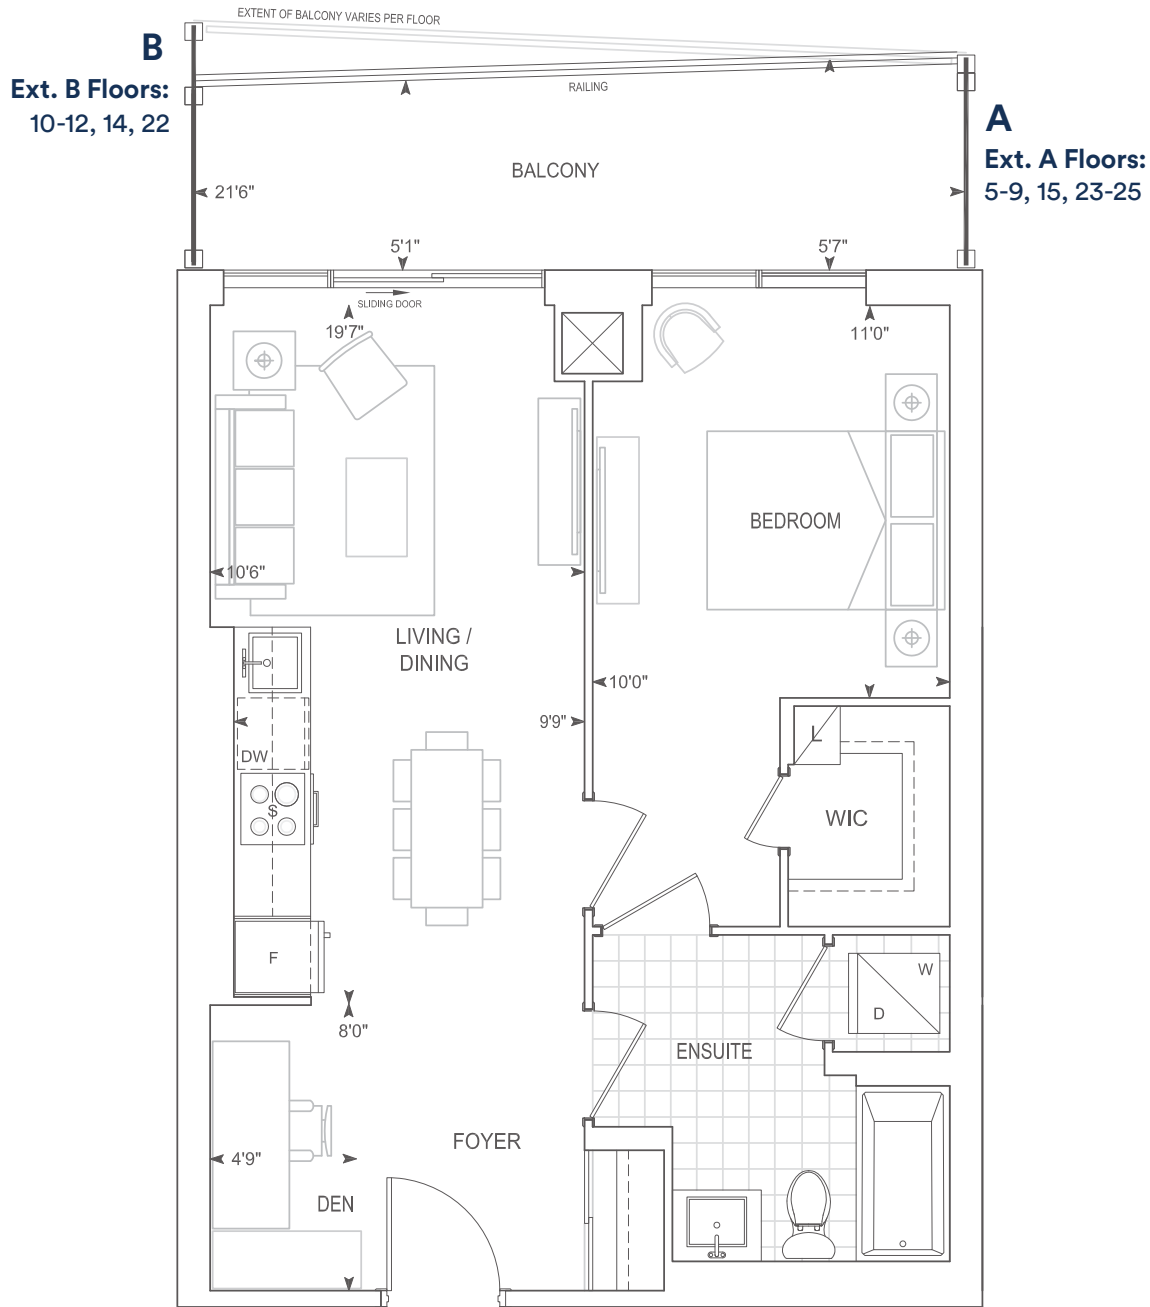 EXTENT OF BALCONY VARIES PER FLOOR
B
Ext. B Floors:
10-12, 14, 22
RAILING
A
Ext. A Floors:
5-9, 15, 23-25
BALCONY
21'6"
5'1"
5'7"
SLIDING DOOR
19'7"
11'0"
BEDROOM
10'6"
LIVING /
DINING
10'0"
9'9"
L
DW
S
WIC
F
W
D
8'0"
ENSUITE
FOYER
4'9"
DEN